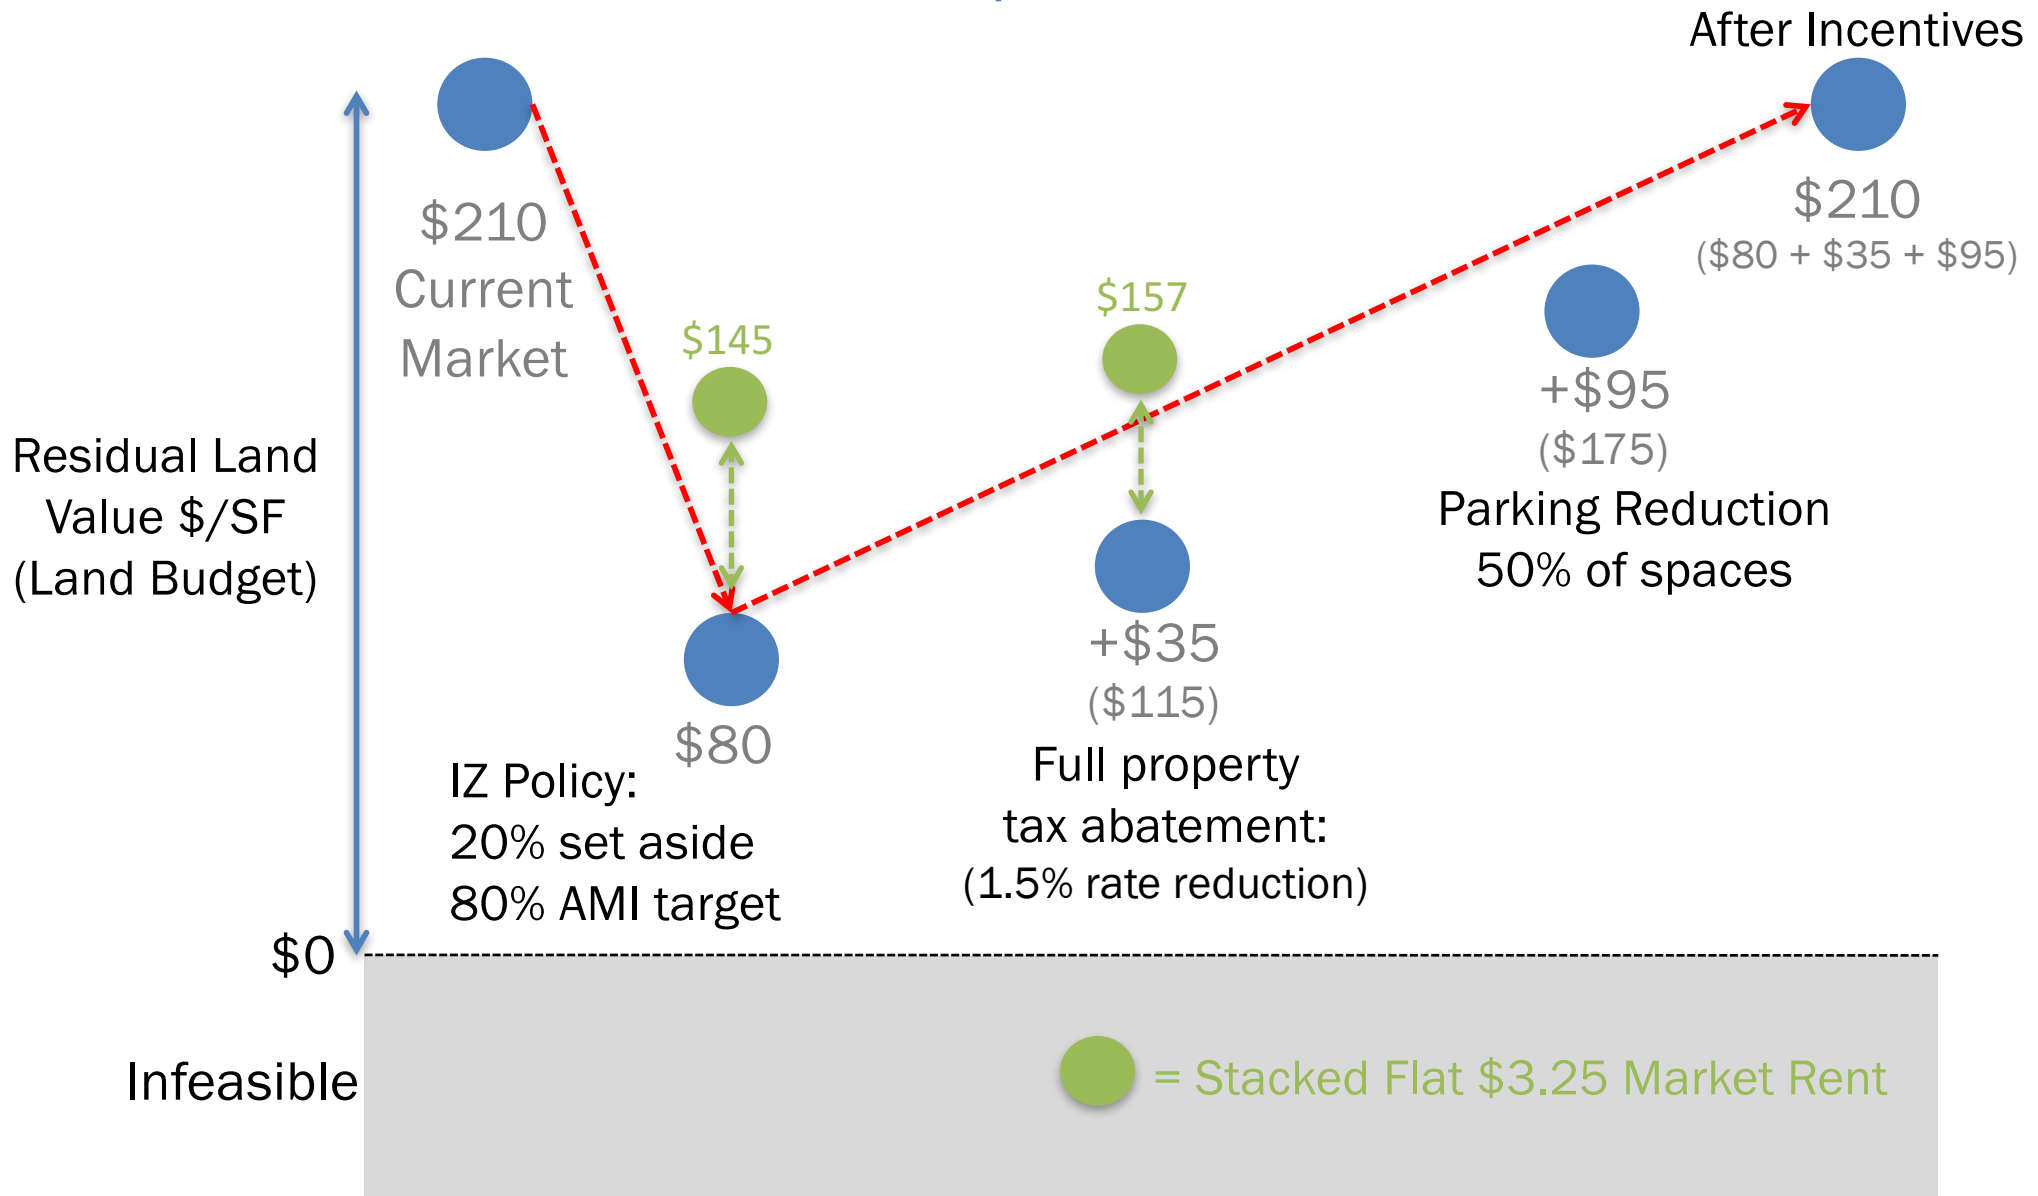 After Incentives
$210
Current
Market
$210
($80 + $35 + $95)
$145
$157
+$95
($175)
Parking Reduction
50% of spaces
Residual Land
Value $/SF
(Land Budget)
$80
IZ Policy:
20% set aside
80% AMI target
+$35
($115)
Full property
tax abatement:
(1.5% rate reduction)
$0
Infeasible
= Stacked Flat $3.25 Market Rent